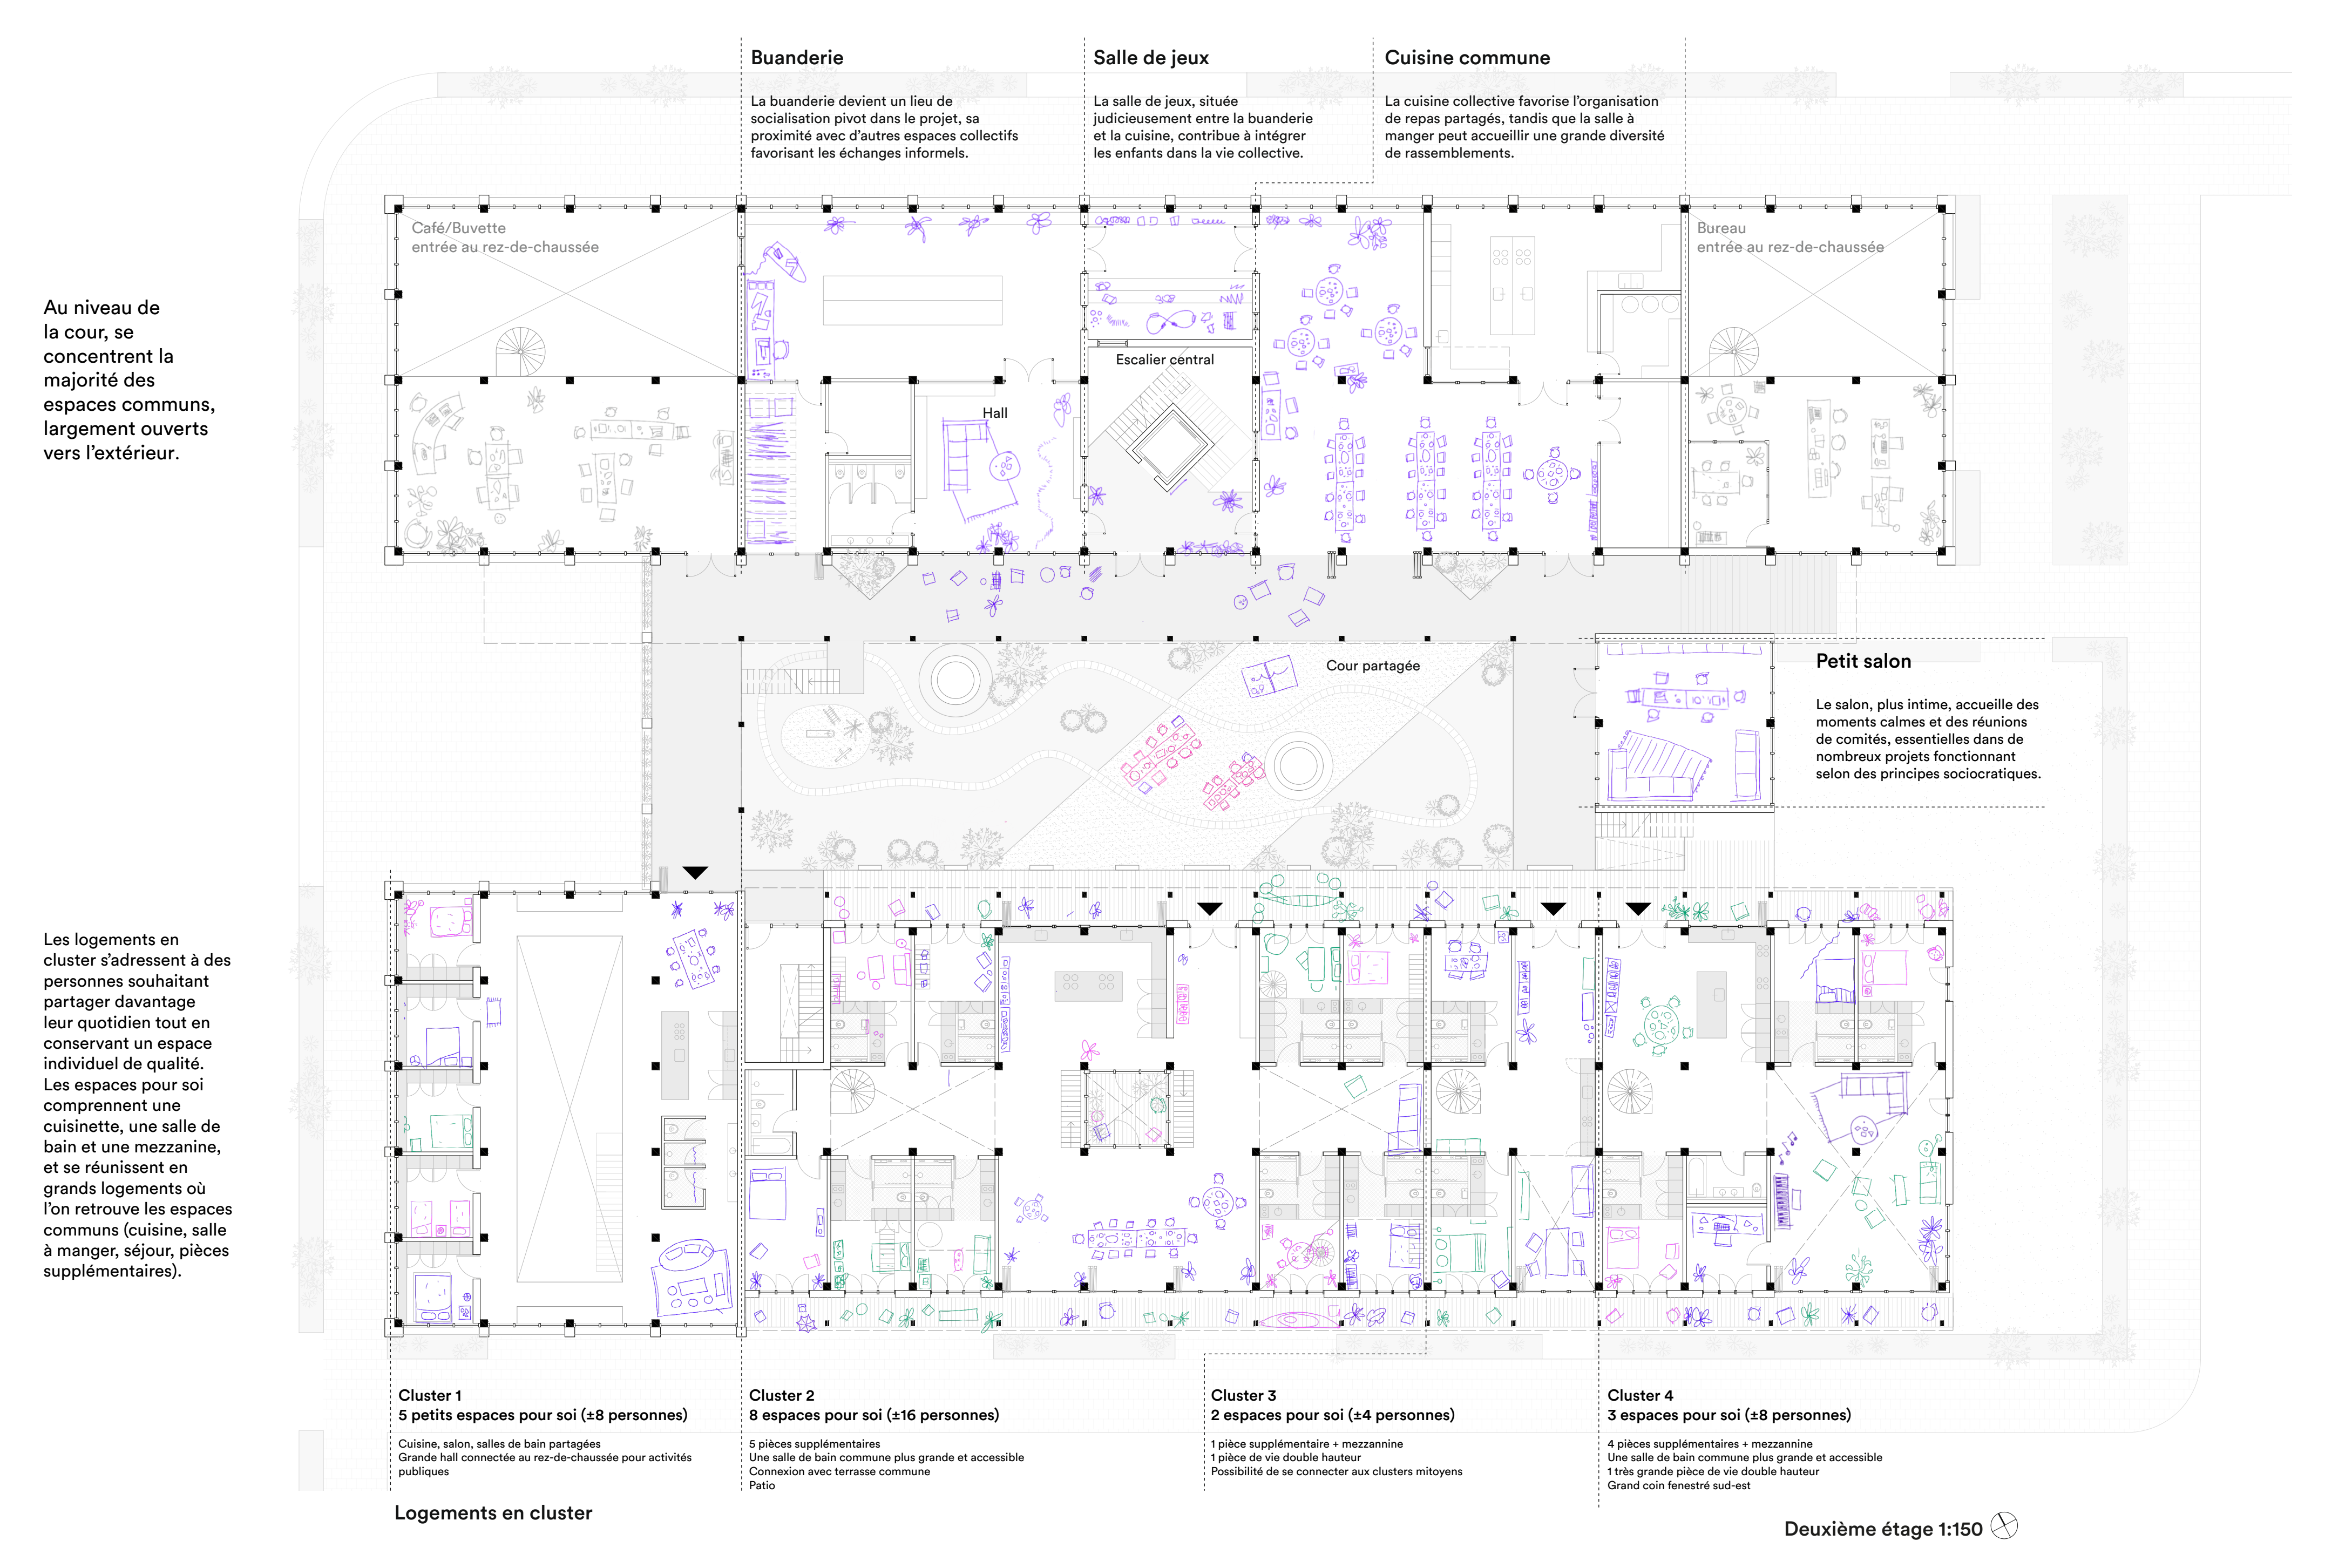 Buanderie
La buanderie devient un lieu de
socialisation pivot dans le projet, sa
proximité avec d'autres espaces collectifs
favorisant les échanges informels.
Salle de jeux
La salle de jeux, située
judicieusement entre la buanderie
et la cuisine, contribue à intégrer
les enfants dans la vie collective.
Cuisine commune
La cuisine collective favorise l'organisation
de repas partagés, tandis que la salle à
manger peut accueillir une grande diversité
de rassemblements.
Café/Buvette
entrée au rez-de-chaussée
Bureau
entrée au rez-de-chaussée
Au niveau de
la cour, se
concentrent la
majorité des
espaces communs,
largement ouverts
vers l'extérieur.
Escalier central
Hall
Cour partagée
Petit salon
Le salon, plus intime, accueille des
moments calmes et des réunions
de comités, essentielles dans de
nombreux projets fonctionnant
selon des principes sociocratiques.
Les logements en
cluster s'adressent à des
personnes souhaitant
partager davantage
leur quotidien tout en
conservant un espace
individuel de qualité.
Les espaces pour soi
comprennent une
cuisinette, une salle de
bain et une mezzanine,
et se réunissent en
grands logements où
l'on retrouve les espaces
communs (cuisine, salle
à manger, séjour, pièces
supplémentaires).
Cluster 1
5 petits espaces pour soi (±8 personnes)
Cuisine, salon, salles de bain partagées
Grande hall connectée au rez-de-chaussée pour activités
publiques
Cluster 2
8 espaces pour soi (±16 personnes)
5 pièces supplémentaires
Une salle de bain commune plus grande et accessible
Connexion avec terrasse commune
Patio
Cluster 3
2 espaces pour soi (±4 personnes)
1 pièce supplémentaire + mezzannine
1 pièce de vie double hauteur
Possibilité de se connecter aux clusters mitoyens
Cluster 4
3 espaces pour soi (±8 personnes)
4 pièces supplémentaires + mezzannine
Une salle de bain commune plus grande et accessible
1 très grande pièce de vie double hauteur
Grand coin fenestré sud-est
Logements en cluster
Deuxième étage 1:150